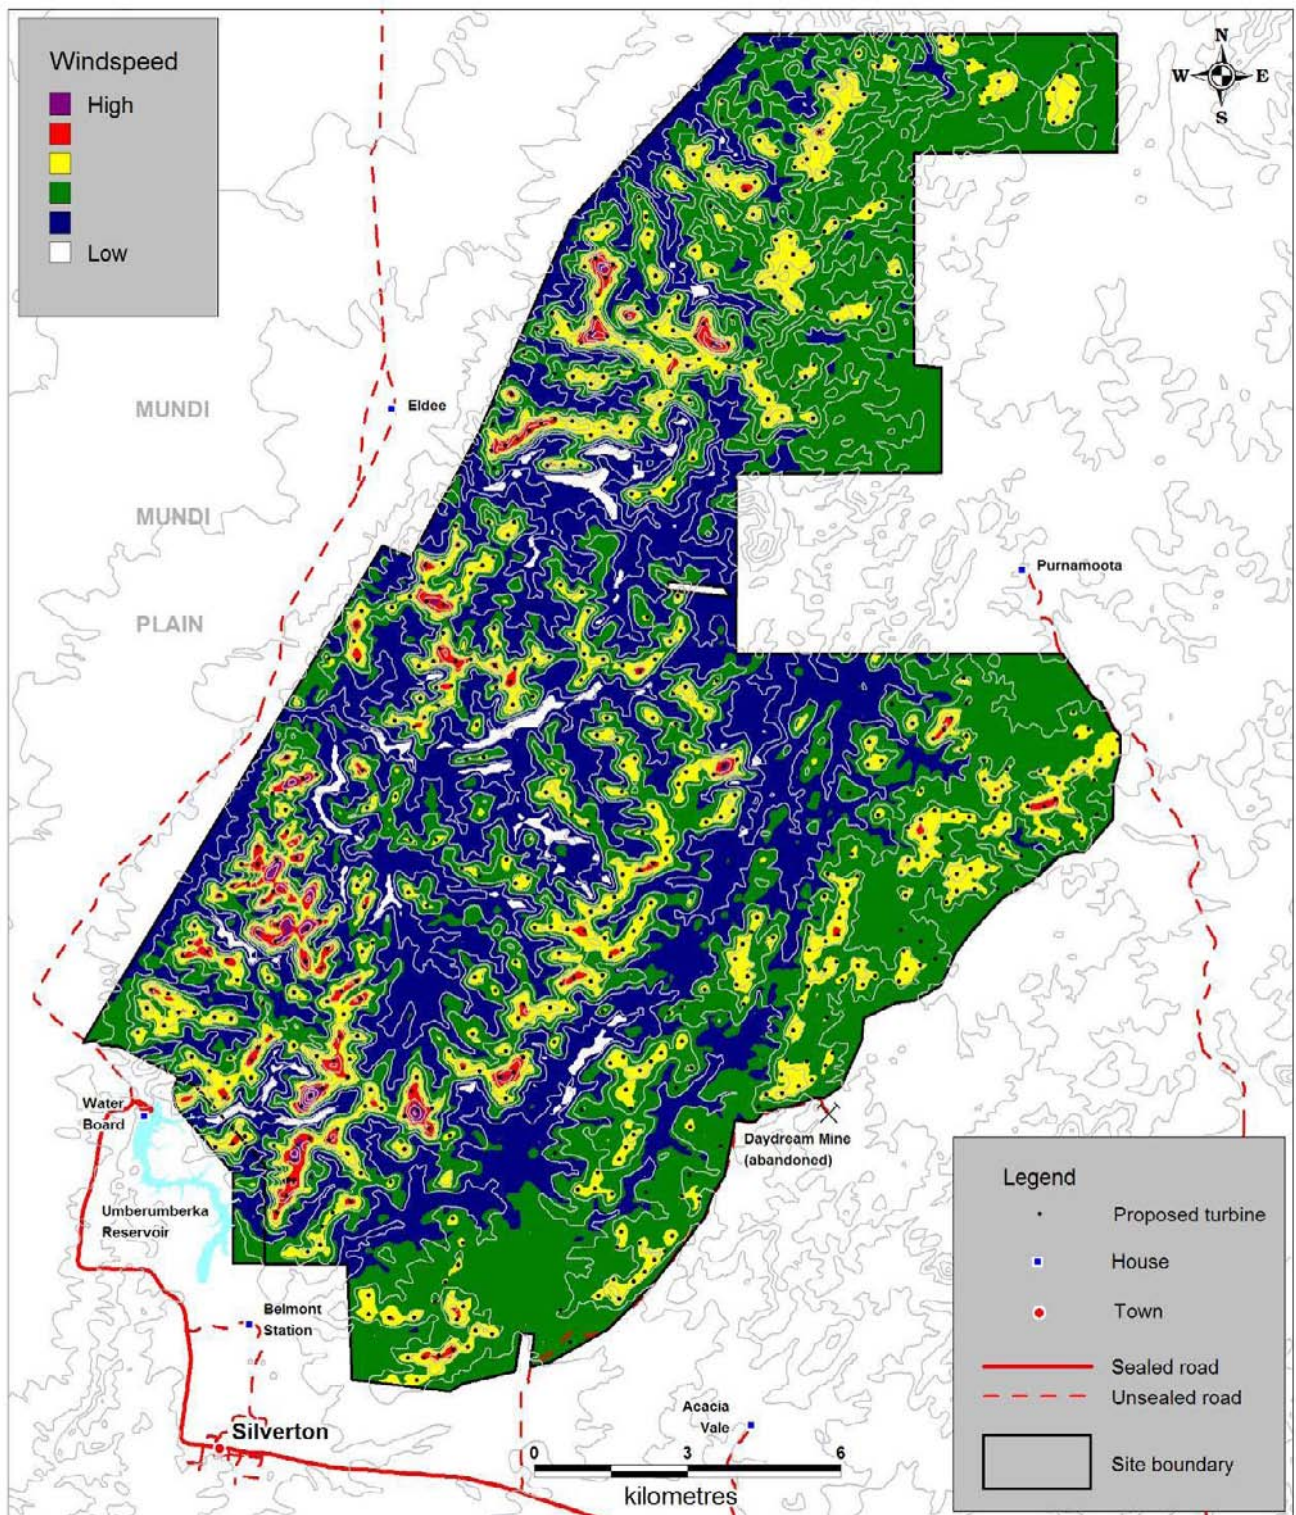 Windspeed
High
Low
N
W E
S
MUNDI
Eldee
MUNDI
Purnamoota
PLAIN
Water
Board
Daydream Mine
(abandoned)
Umberumberka
Reservoir
Belmont
Station
Acacia
Vale
Silverton
0 3 6
kilometres
Legend
Proposed turbine
House
Town
Sealed road
Unsealed road
Site boundary